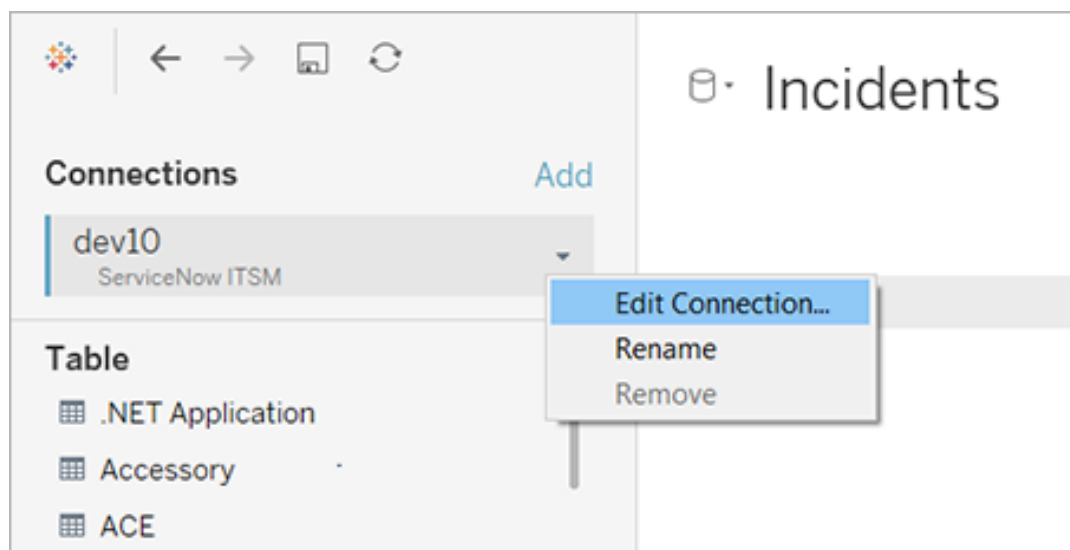 Incidents
Connections
Add
dev10
ServiceNow ITSM
Edit Connection...
Rename
Remove
Table
.NET Application
Accessory
ACE